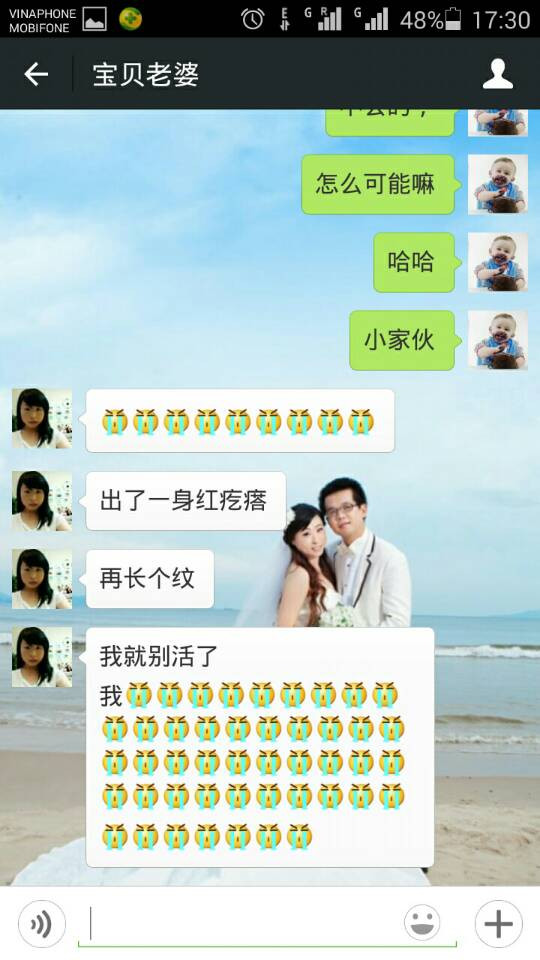 VINAPHONE
MOBIFONE
E
G
R
G
48%
17:30
宝贝老婆
怎么可能嘛
哈哈
小家伙
出了一身红疙瘩
再长个纹
我就别活了
我